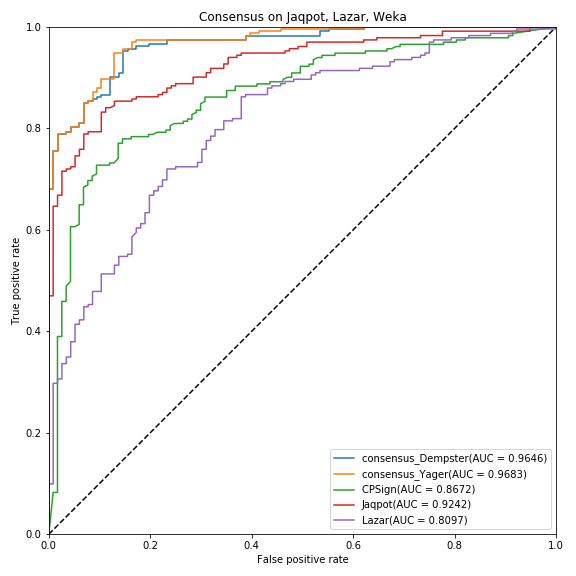 Consensus on Jaqpot, Lazar, Weka
True positive rate
1.0
0.8
0.6
0.4
0.2
0.0
consensus_Dempster(AUC = 0.9646)
consensus_Yager(AUC = 0.9683)
CPSign(AUC = 0.8672)
Jaqpot(AUC = 0.9242)
Lazar(AUC = 0.8097)
0.0 0.2 0.4 0.6 0.8 1.0
False positive rate